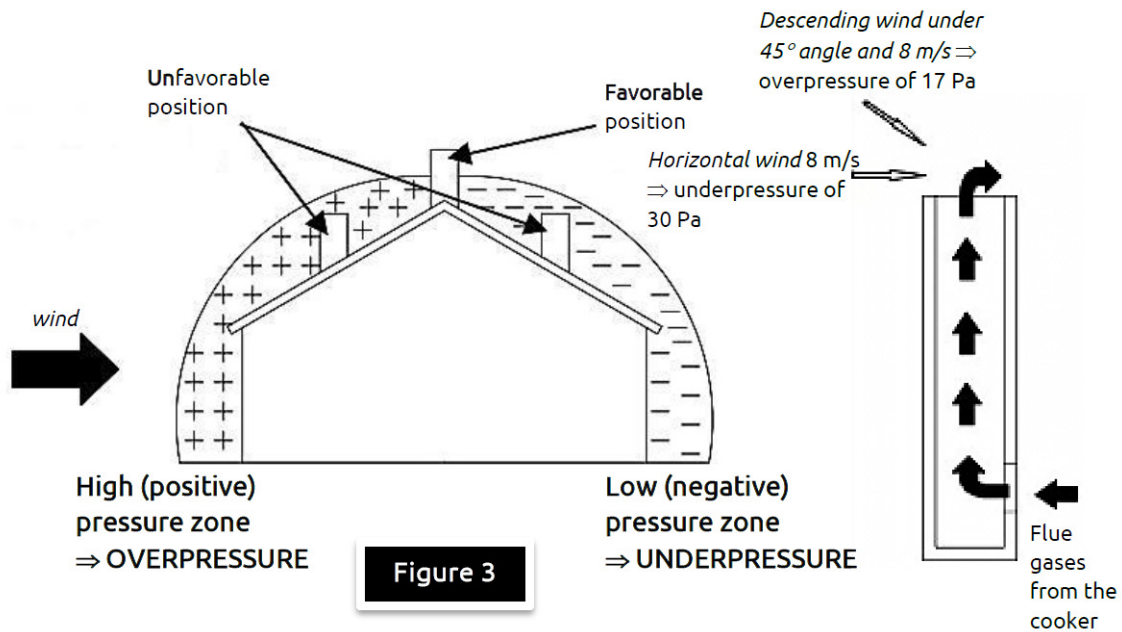 Descending wind under
45° angle and 8 m/s ⇒
overpressure of 17 Pa
Unfavorable
position
Favorable
position
Horizontal wind 8 m/s
⇒ underpressure of
30 Pa
wind
High (positive)
pressure zone
⇒ OVERPRESSURE
Low (negative)
pressure zone
⇒ UNDERPRESSURE
Figure 3
Flue
gases
from the
cooker